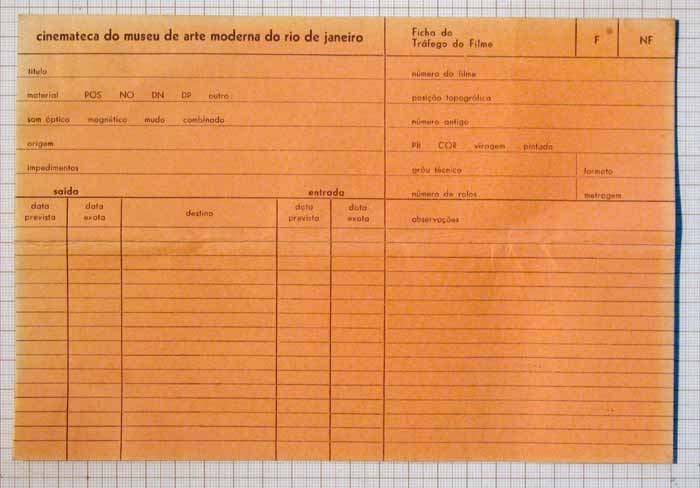 cinemateca do museu de arte moderna do rio de janeiro
Ficha de
Tráfego do Filme
F
NF
título
material POS NO DN DP outro:
som óptico magnético mudo combinado
origem
impedimentos
número do filme
posição topográfica
número antigo
PB COR viragem pintado
gráu técnico
formato
número de rolos
metragem
saída
entrada
data prevista
data exata
destino
data prevista
data exata
observações